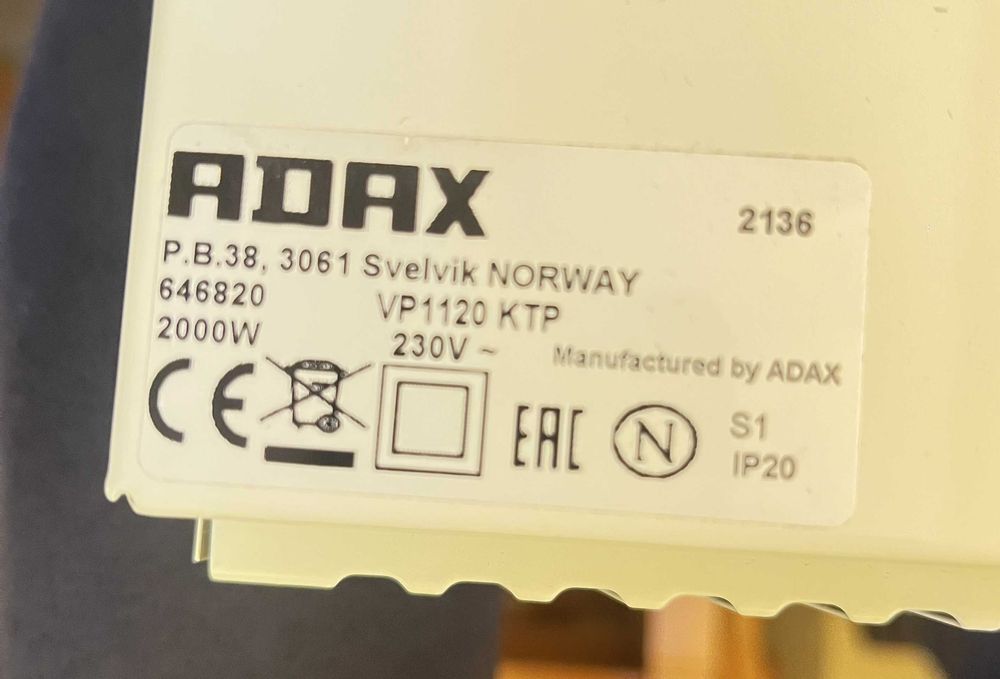 ADAX
2136
P.B.38, 3061 Svelvik NORWAY
646820 VP1120 KTP
2000W 230V ~
Manufactured by ADAX
CE EAC N S1
IP20